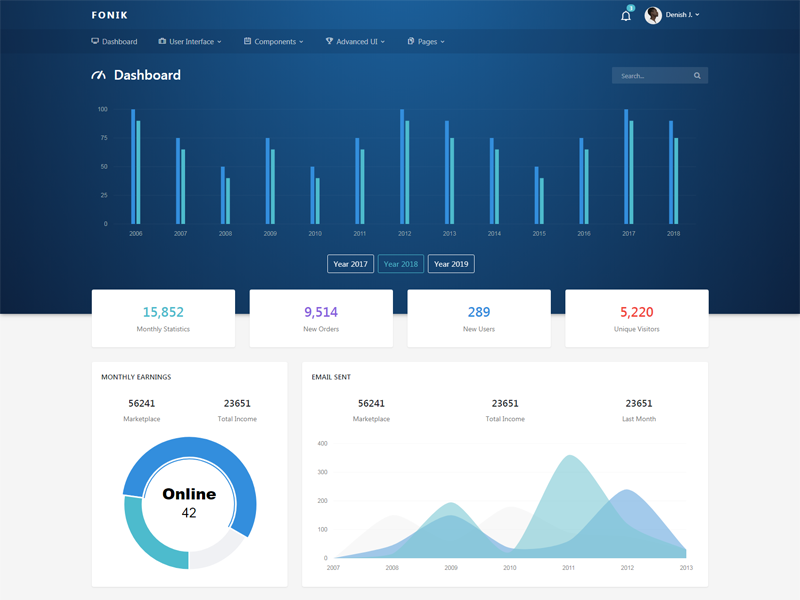 FONIK
3
Denish J.
Dashboard User Interface Components Advanced UI Pages
Dashboard
Search...
100
75
50
25
0
2006 2007 2008 2009 2010 2011 2012 2013 2014 2015 2016 2017 2018
Year 2017 Year 2018 Year 2019
15,852 9,514 289 5,220
Monthly Statistics New Orders New Users Unique Visitors
MONTHLY EARNINGS
56241 23651
Marketplace Total Income
Online
42
EMAIL SENT
56241 23651 23651
Marketplace Total Income Last Month
400
300
200
100
0
2007 2008 2009 2010 2011 2012 2013